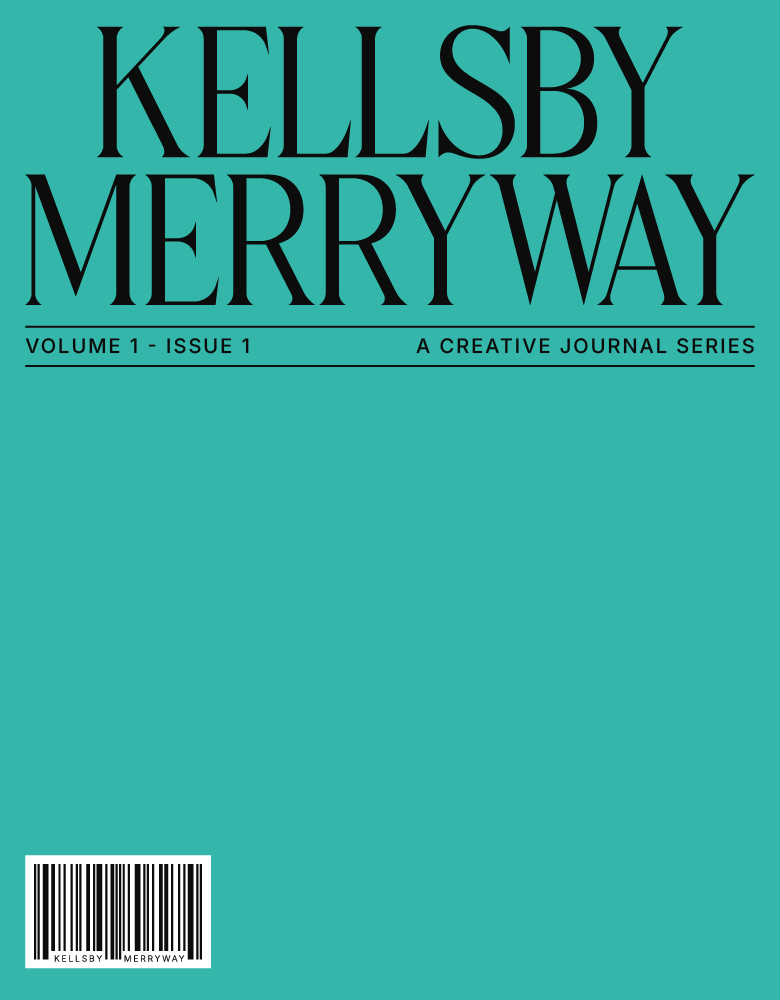 KELLSBY
MERRYWAY
VOLUME 1 - ISSUE 1
A CREATIVE JOURNAL SERIES
KELLSBY MERRYWAY